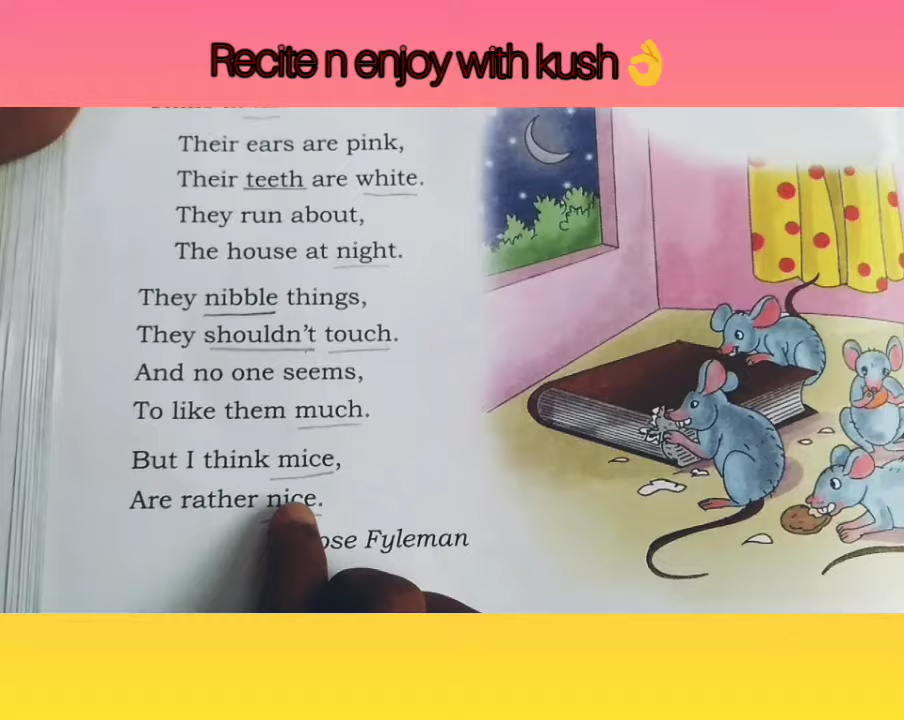 Recite n enjoy with kush👌
Their ears are pink,
Their teeth are white.
They run about,
The house at night.
They nibble things,
They shouldn't touch.
And no one seems,
To like them much.
But I think mice,
Are rather nice.
Fyleman